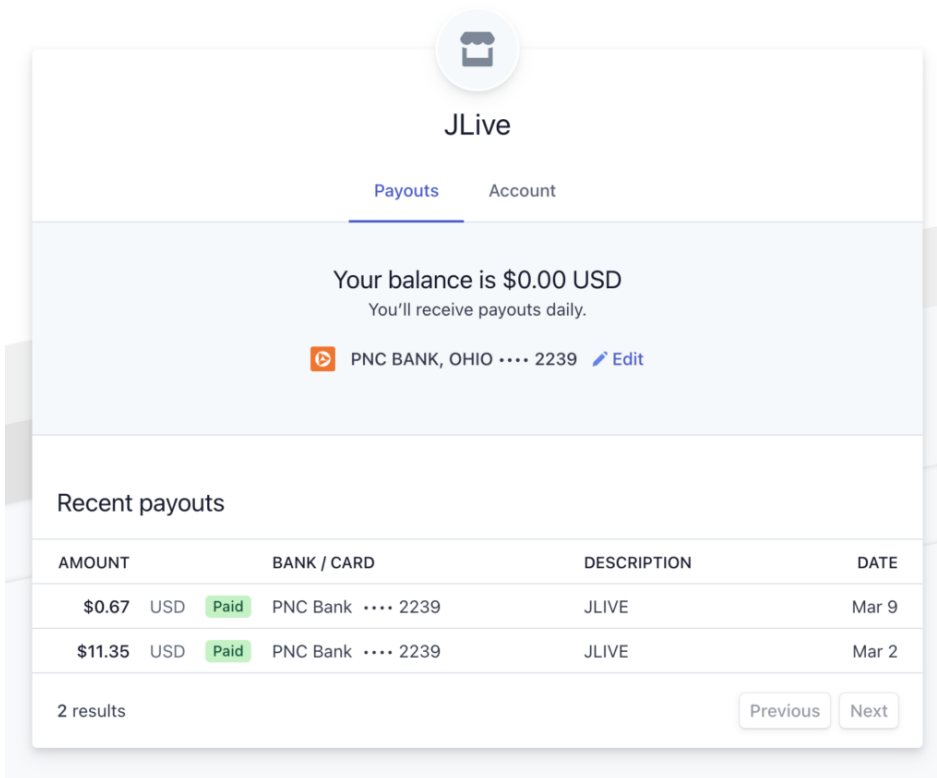 JLive
Payouts Account
Your balance is $0.00 USD
You'll receive payouts daily.
PNC BANK, OHIO •••• 2239 Edit
Recent payouts
AMOUNT BANK / CARD DESCRIPTION DATE
$0.67 USD Paid PNC Bank •••• 2239 JLIVE Mar 9
$11.35 USD Paid PNC Bank •••• 2239 JLIVE Mar 2
2 results Previous Next